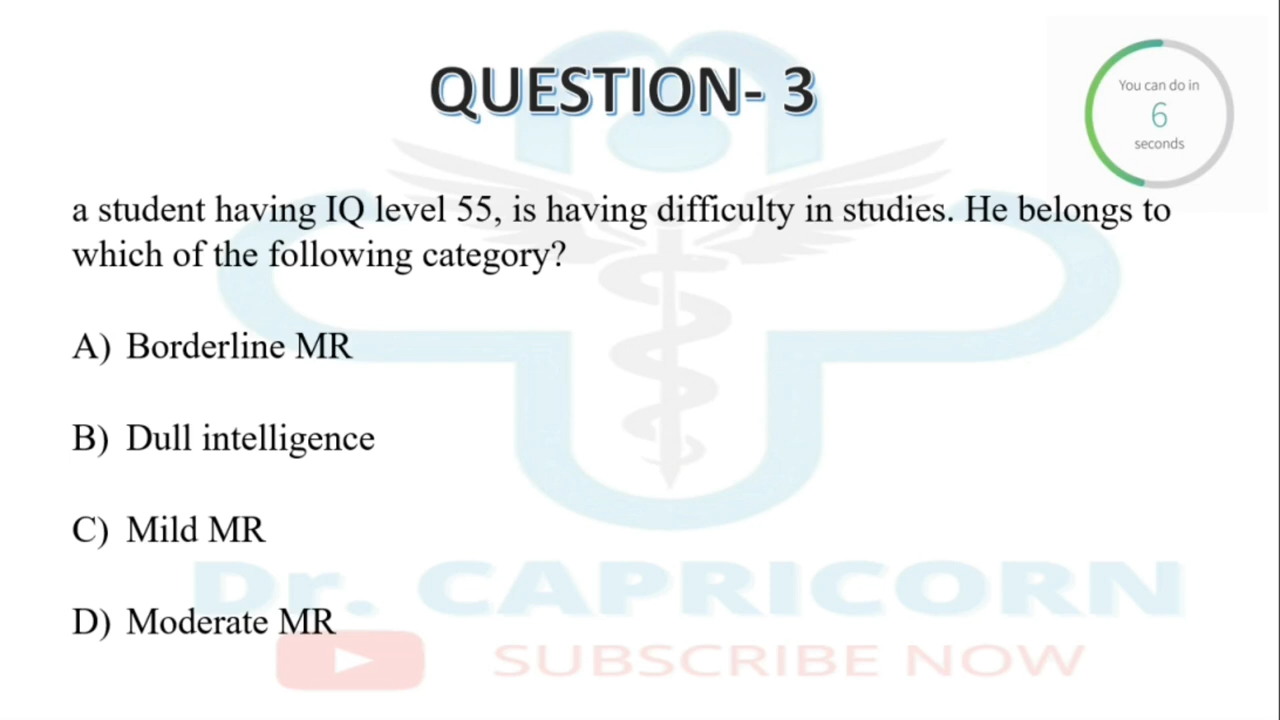 QUESTION- 3
You can do in
6
seconds
a student having IQ level 55, is having difficulty in studies. He belongs to
which of the following category?
A) Borderline MR
B) Dull intelligence
C) Mild MR
D) Moderate MR
Dr. CAPRICORN
SUBSCRIBE NOW